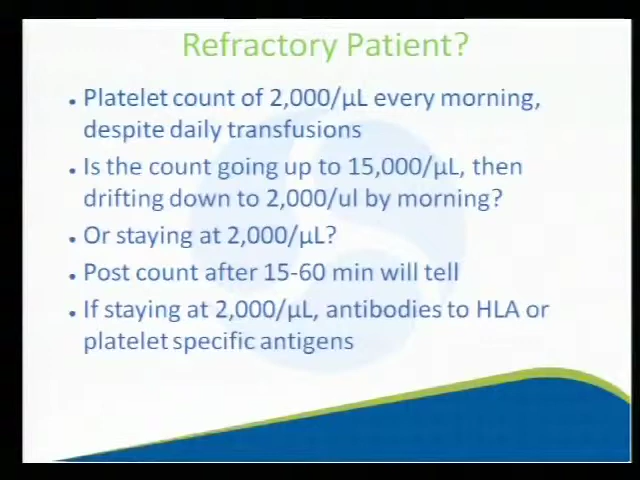 Refractory Patient?
• Platelet count of 2,000/µL every morning,
despite daily transfusions
• Is the count going up to 15,000/µL, then
drifting down to 2,000/ul by morning?
• Or staying at 2,000/µL?
• Post count after 15-60 min will tell
• If staying at 2,000/µL, antibodies to HLA or
platelet specific antigens